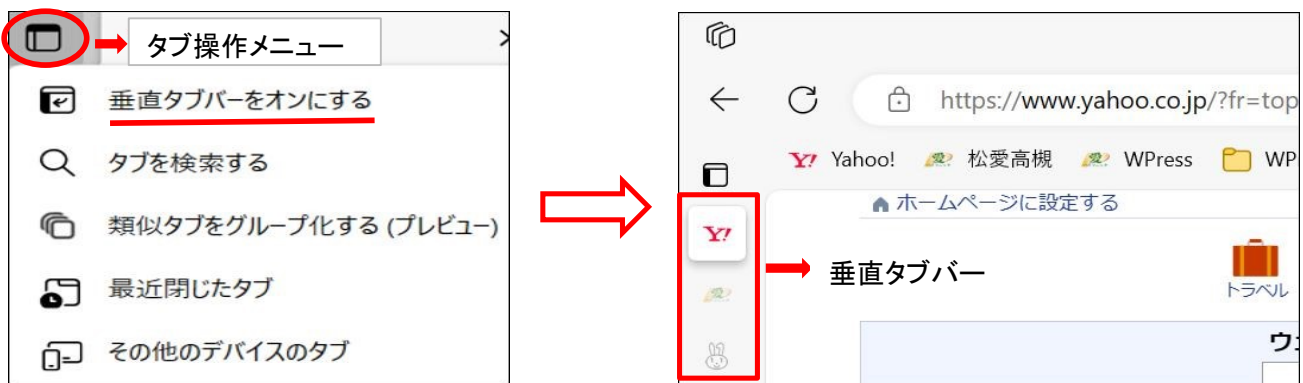 タブ操作メニュー
垂直タブバーをオンにする
タブを検索する
類似タブをグループ化する (プレビュー)
最近閉じたタブ
その他のデバイスのタブ
https://www.yahoo.co.jp/?fr=top
Yahoo! 松愛高槻 WPress WP
ホームページに設定する
Y!
垂直タブバー
トラベル
ウ